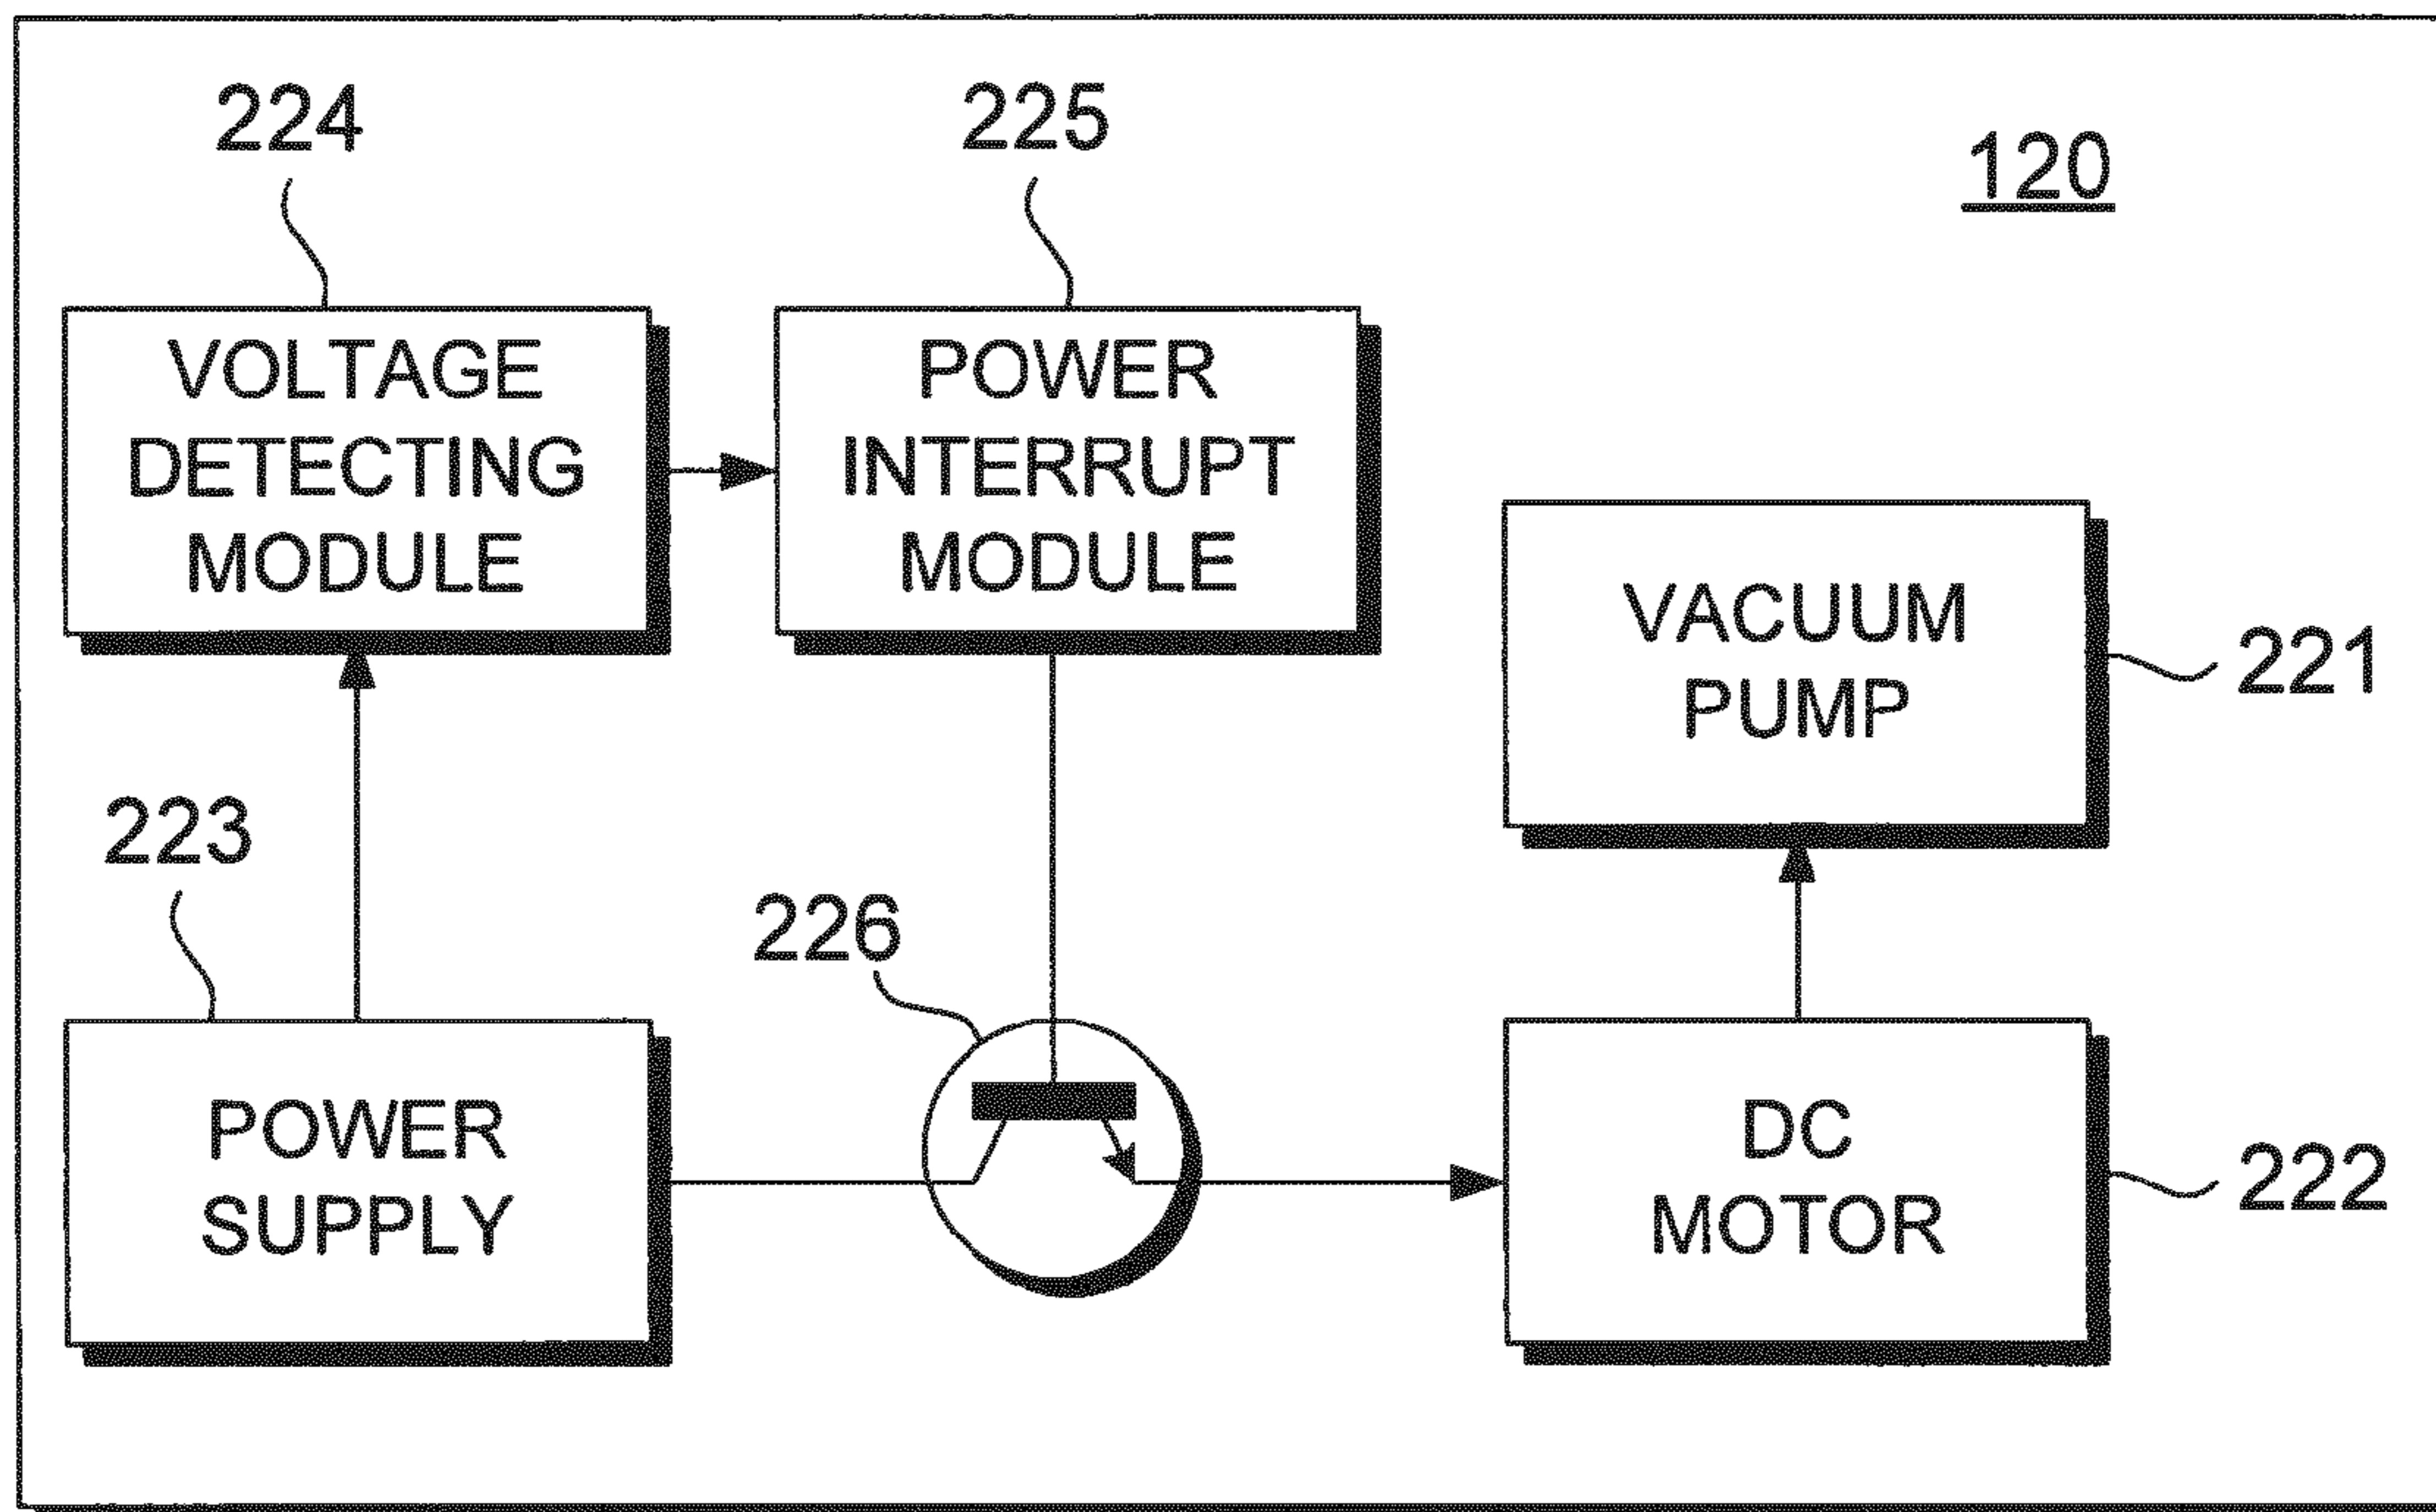 224
225
120
VOLTAGE
DETECTING
MODULE
POWER
INTERRUPT
MODULE
VACUUM
PUMP
221
223
226
POWER
SUPPLY
DC
MOTOR
222